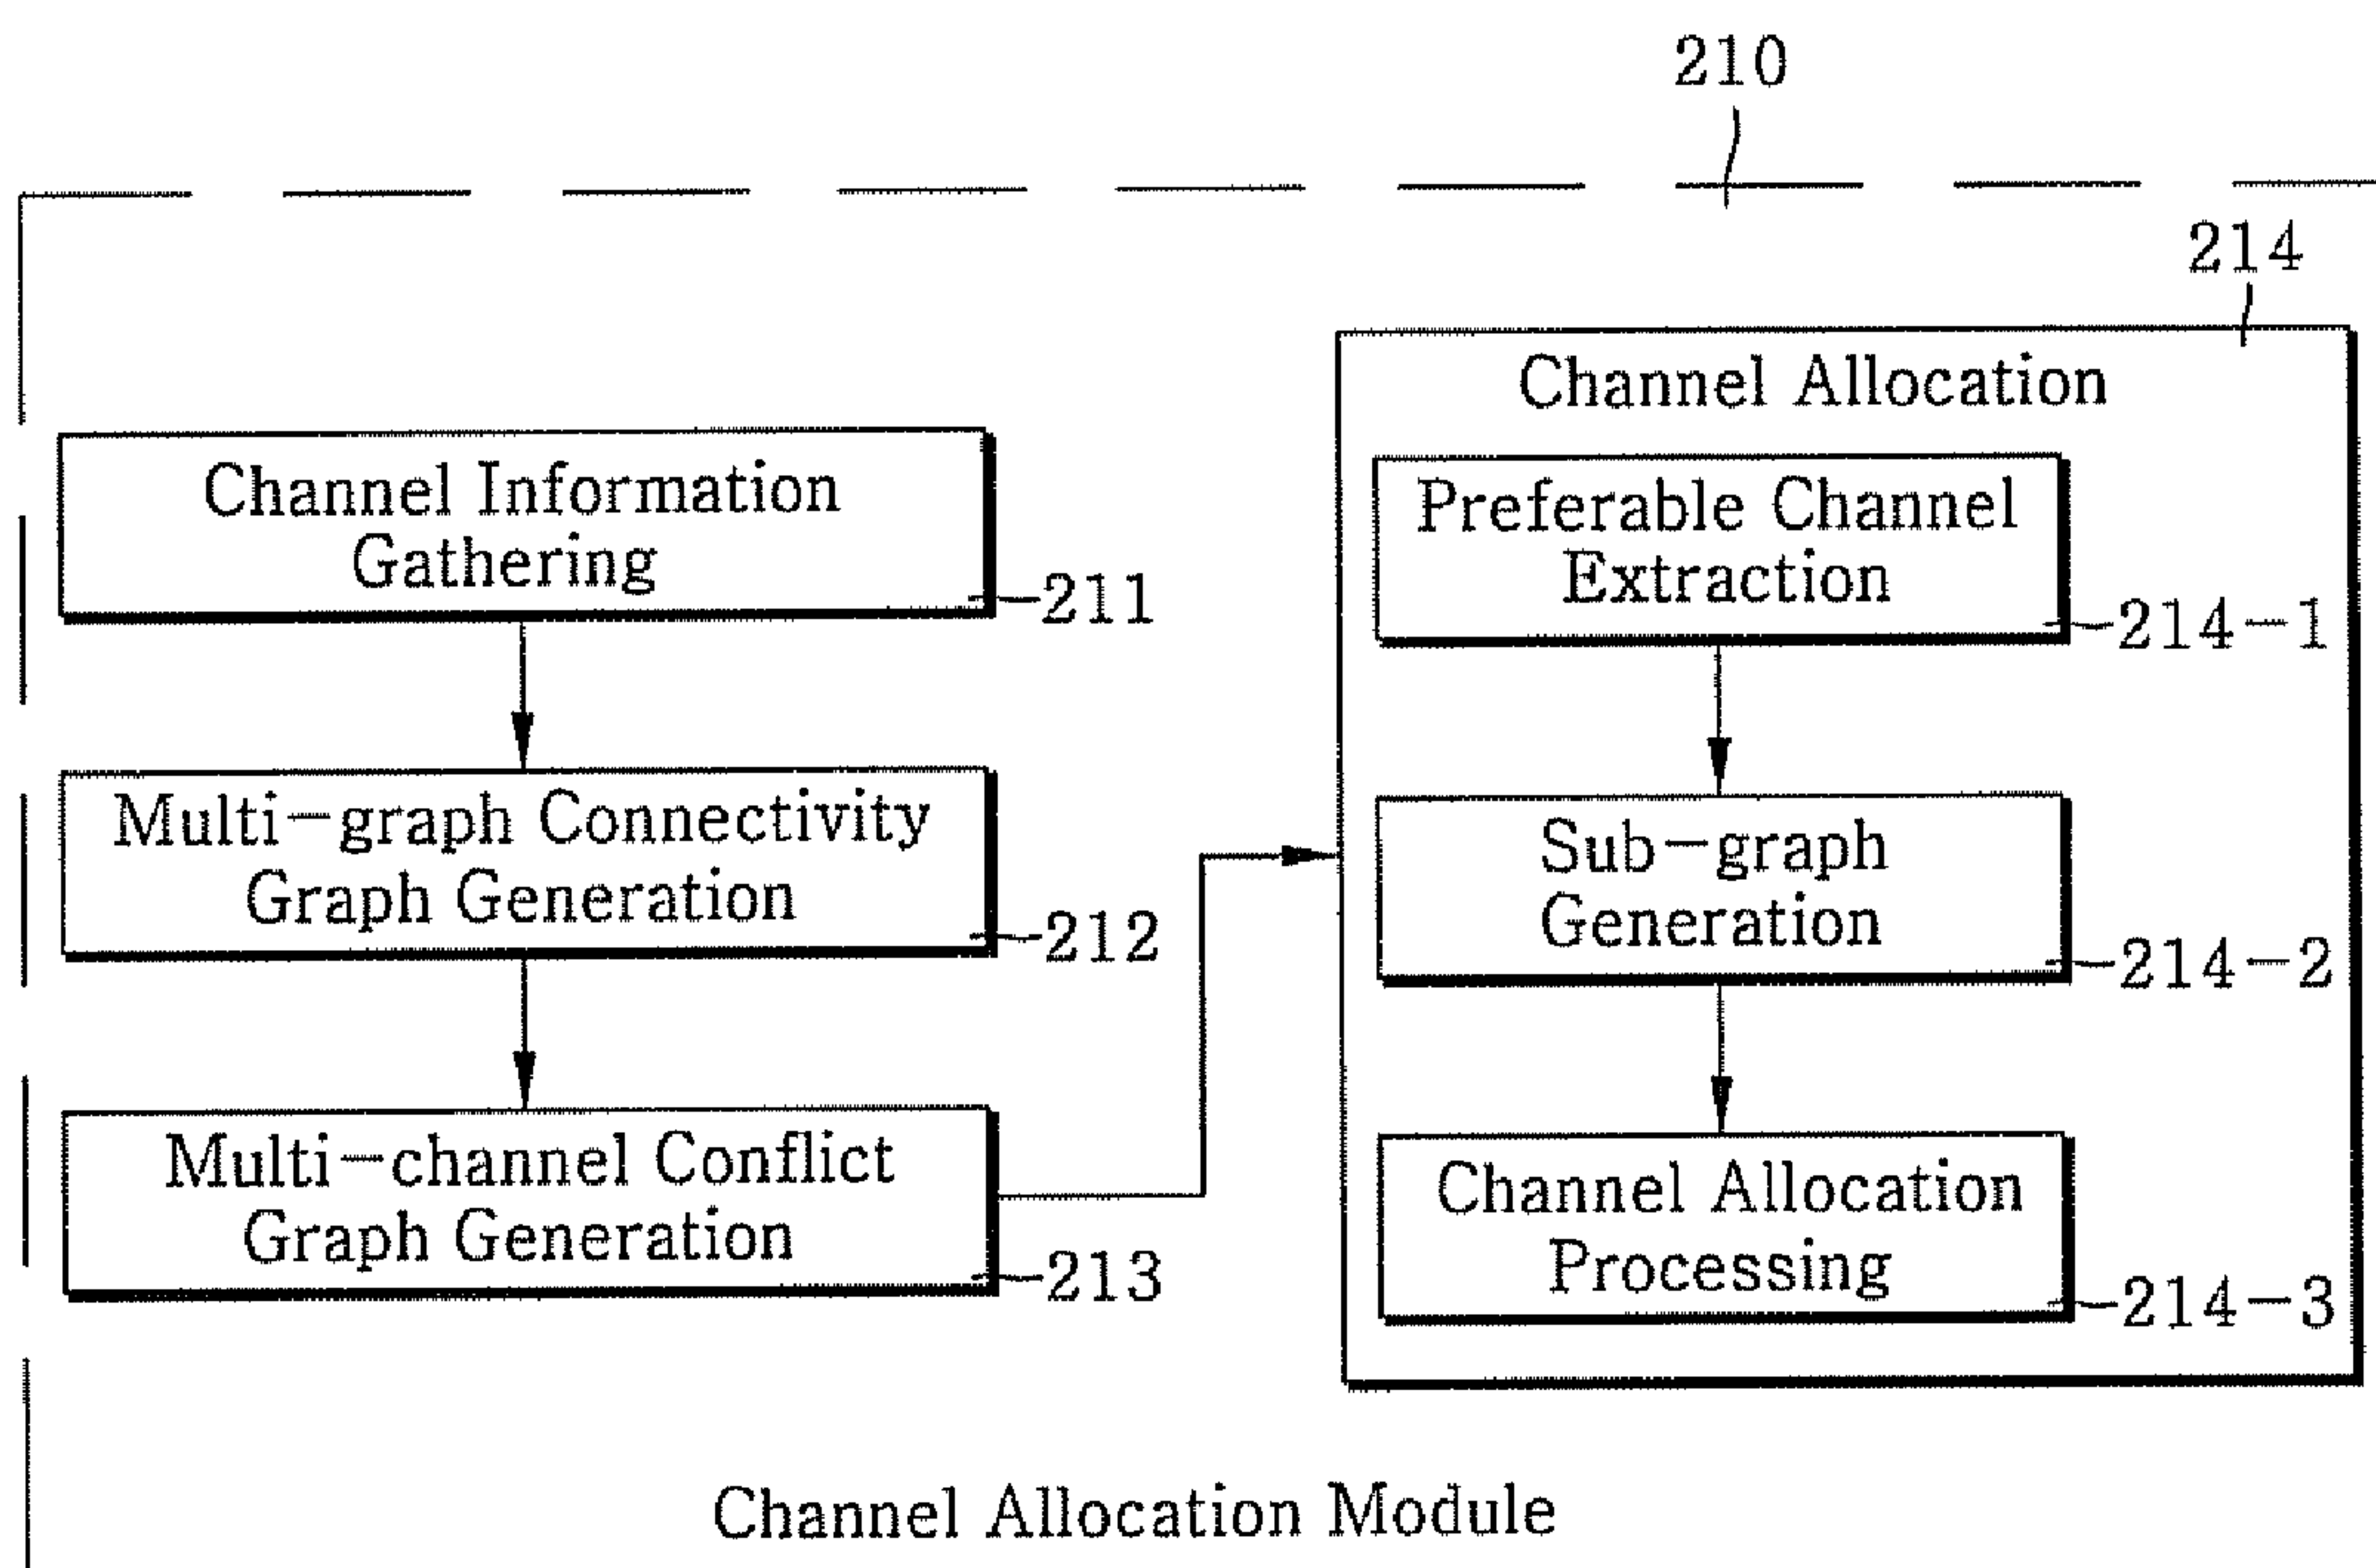 210
214
Channel Information
Gathering
211
Multi-graph Connectivity
Graph Generation
212
Multi-channel Conflict
Graph Generation
213
Channel Allocation
Preferable Channel
Extraction
214-1
Sub-graph
Generation
214-2
Channel Allocation
Processing
214-3
Channel Allocation Module